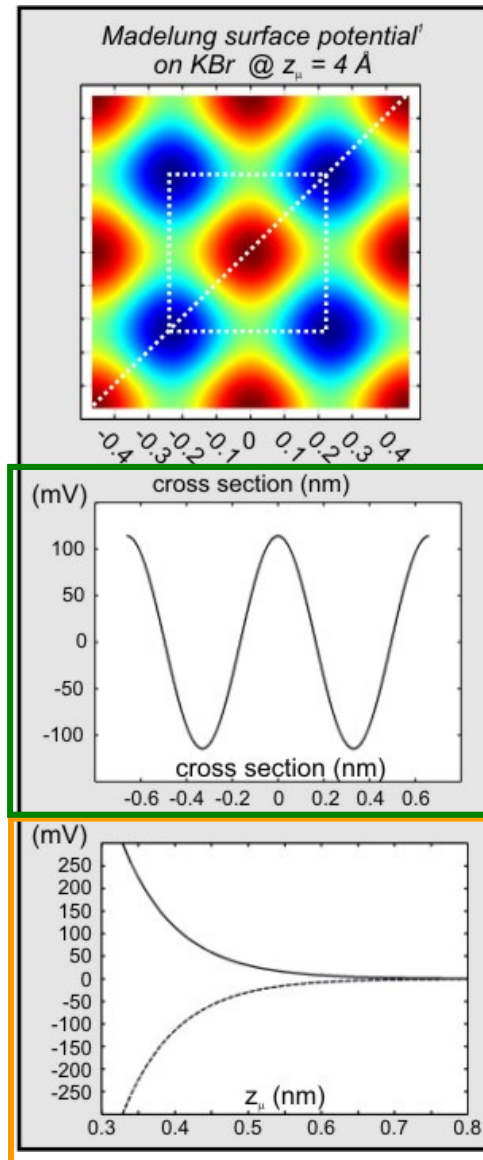 Madelung surface potential¹
on KBr @ zμ = 4 Å
-0.4 -0.3 -0.2 -0.1 0 0.1 0.2 0.3 0.4
cross section (nm)
(mV)
100
50
0
-50
-100
cross section (nm)
-0.6 -0.4 -0.2 0 0.2 0.4 0.6
(mV)
250
200
150
100
50
0
-50
-100
-150
-200
-250
zμ (nm)
0.3 0.4 0.5 0.6 0.7 0.8